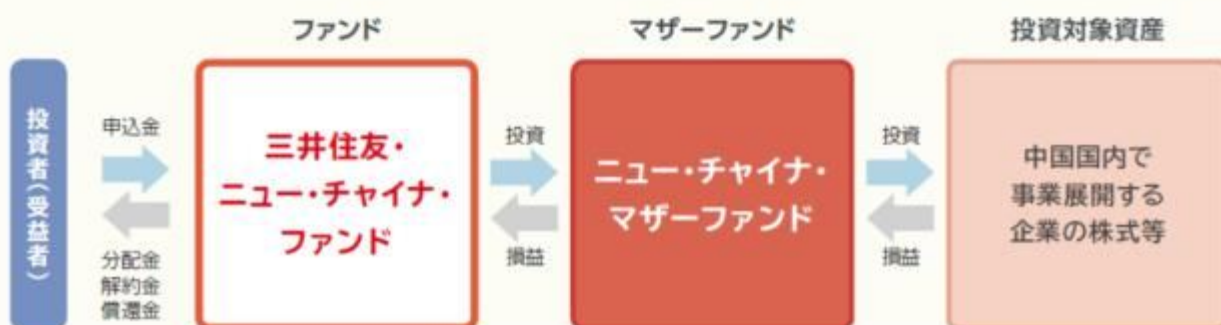 ファンド
マザーファンド
投資対象資産
投資者(受益者)
申込金
分配金
解約金
償還金
三井住友・
ニュー・チャイナ・
ファンド
投資
損益
ニュー・チャイナ・
マザーファンド
投資
損益
中国国内で
事業展開する
企業の株式等